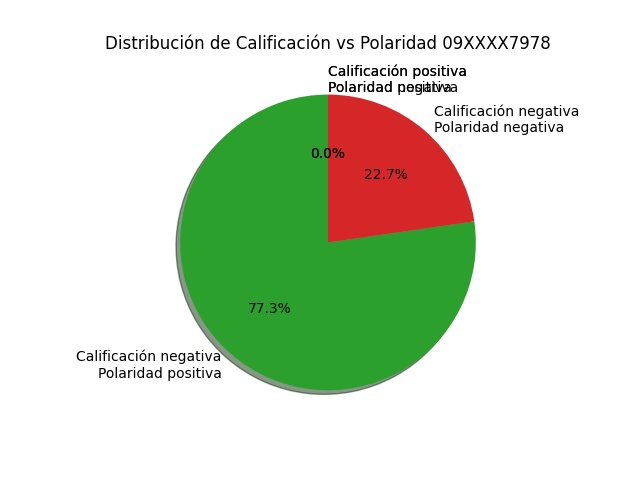 Distribución de Calificación vs Polaridad 09XXXX7978
Calificación positiva
Polaridad
Calificación negativa
Polaridad negativa
0.0%
22.7%
77.3%
Calificación negativa
Polaridad positiva